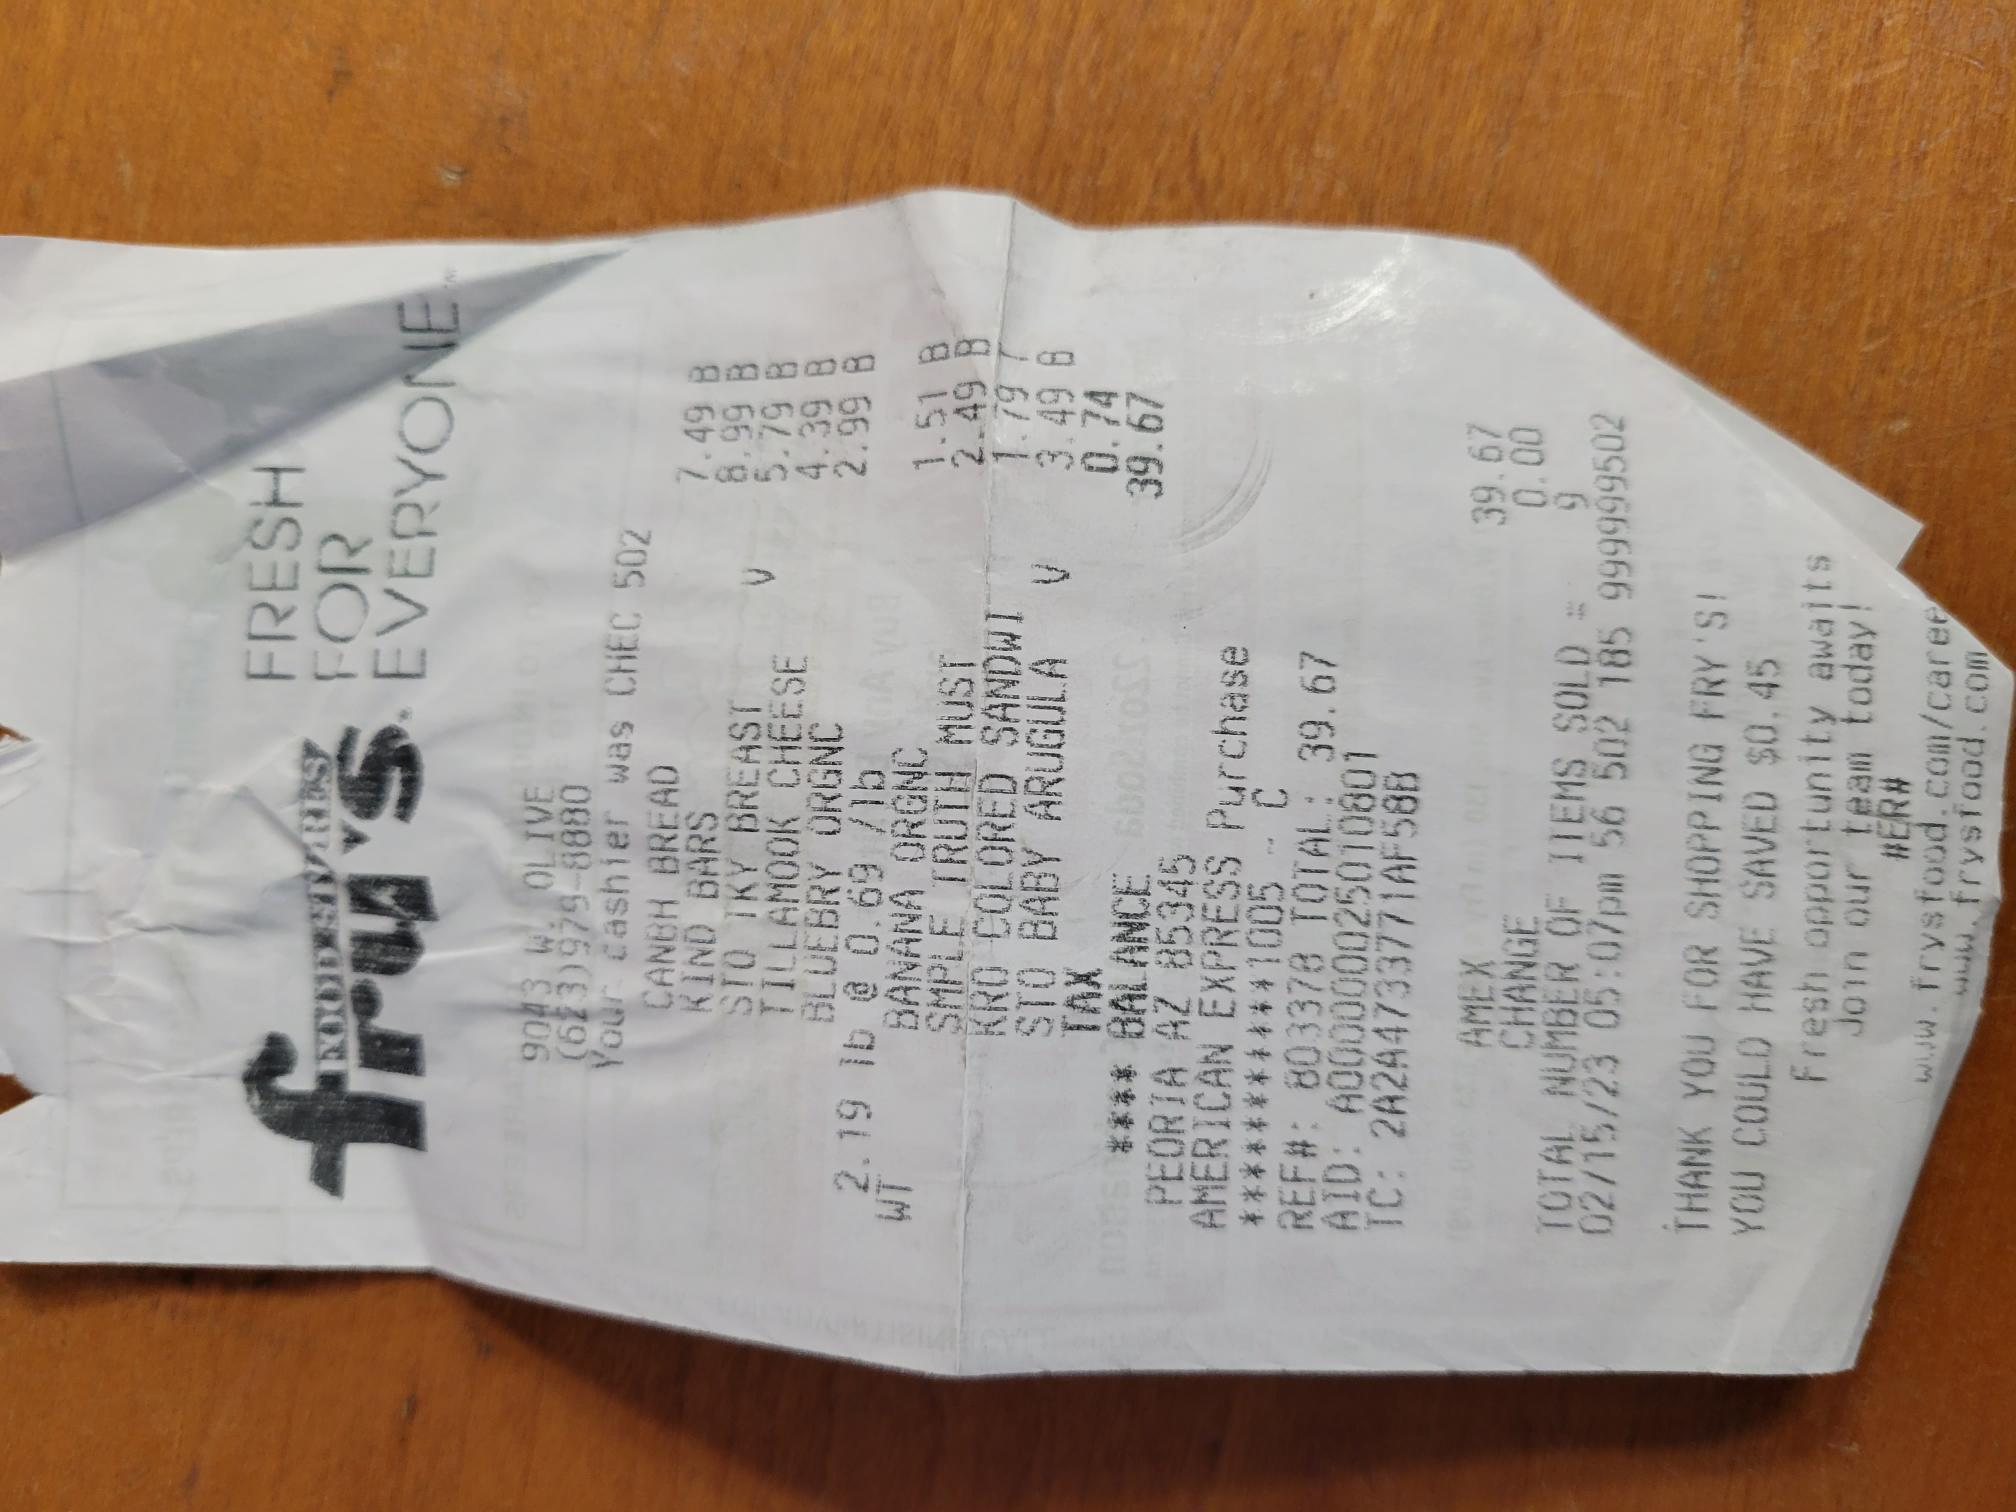 fry's FOOD STORES
FRESH
FOR
EVERYONE™
9043 W. OLIVE
(623)979-8880
Your cashier was CHEC 502
CANBH BREAD 7.49 B
KIND BARS 8.99 B
STO TKY BREAST V 5.79 B
TILLAMOOK CHEESE 4.39 B
BLUEBRY ORGNC 2.99 B
2.19 lb @ 0.69 /lb
WT BANANA ORGNC 1.51 B
SMPLE TRUTH MUST 2.49 B
KRO COLORED SANDWI 1.79 T
STO BABY ARUGULA V 3.49 B
TAX 0.74
**** BALANCE 39.67
PEORIA AZ 85345
AMERICAN EXPRESS Purchase
***********1005 - C
REF#: 803378 TOTAL: 39.67
AID: A000000025010801
TC: 2A2A4733771AF58B
AMEX 39.67
CHANGE 0.00
TOTAL NUMBER OF ITEMS SOLD = 9
02/15/23 05:07pm 56 502 185 999999502
THANK YOU FOR SHOPPING FRY'S!
YOU COULD HAVE SAVED $0.45
Fresh opportunity awaits
Join our team today!
#ER#
www.frysfood.com/caree
www.frysfood.com